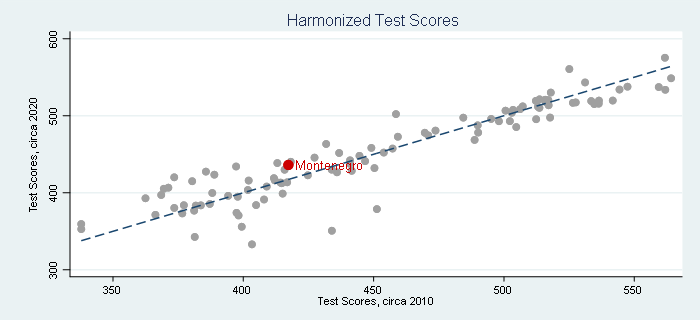 Harmonized Test Scores
Test Scores, circa 2020
600
500
400
300
Montenegro
350
400
450
500
550
Test Scores, circa 2010